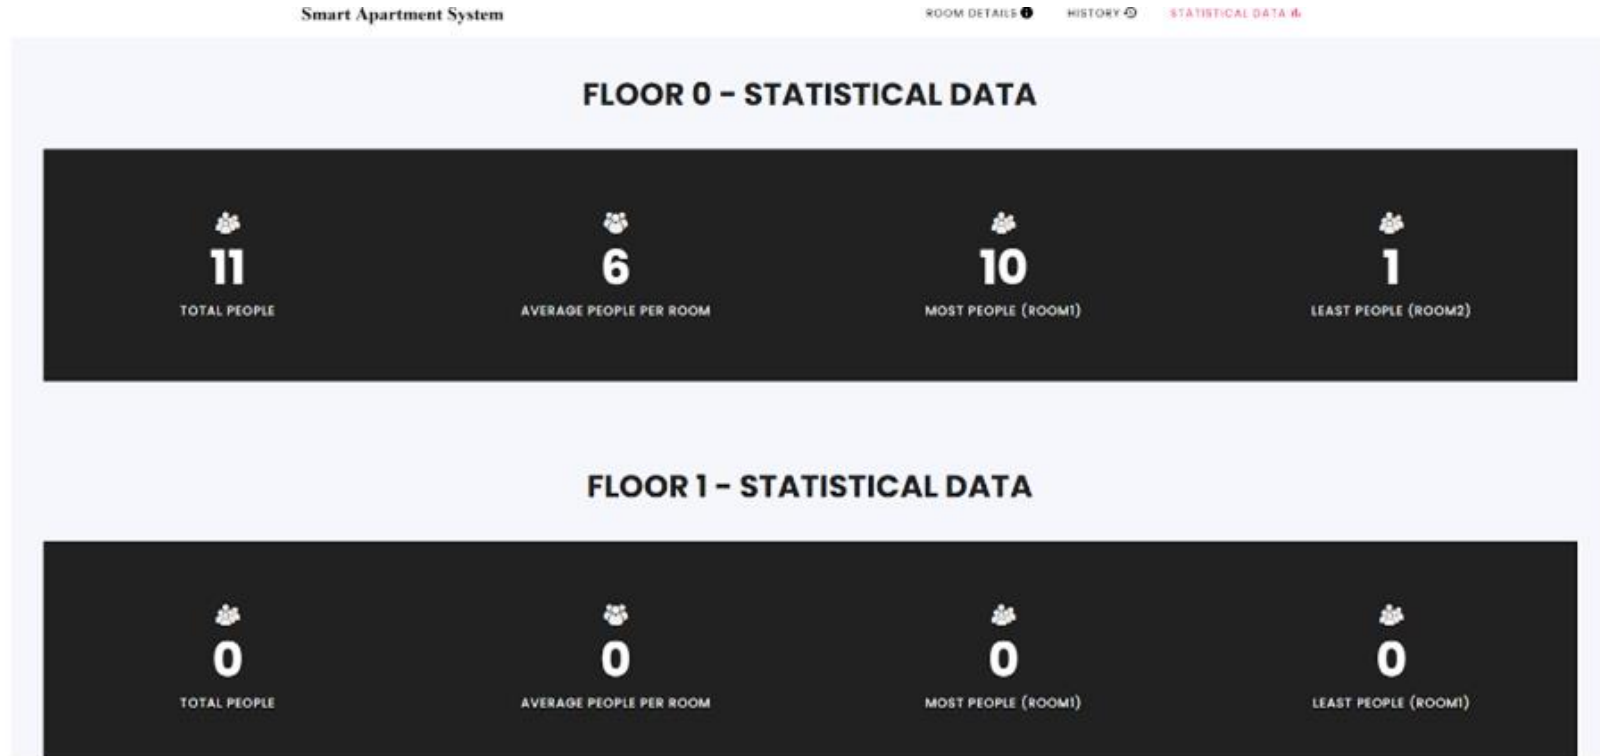 Smart Apartment System
ROOM DETAILS
HISTORY
STATISTICAL DATA
FLOOR 0 - STATISTICAL DATA
11
TOTAL PEOPLE
6
AVERAGE PEOPLE PER ROOM
10
MOST PEOPLE (ROOM1)
1
LEAST PEOPLE (ROOM2)
FLOOR 1 - STATISTICAL DATA
0
TOTAL PEOPLE
0
AVERAGE PEOPLE PER ROOM
0
MOST PEOPLE (ROOM1)
0
LEAST PEOPLE (ROOM1)